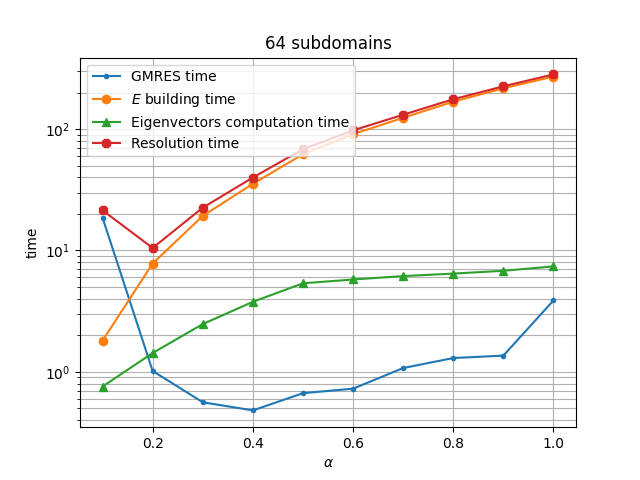 64 subdomains
GMRES time
E building time
Eigenvectors computation time
Resolution time
time
10²
10¹
10⁰
0.2 0.4 0.6 0.8 1.0
α